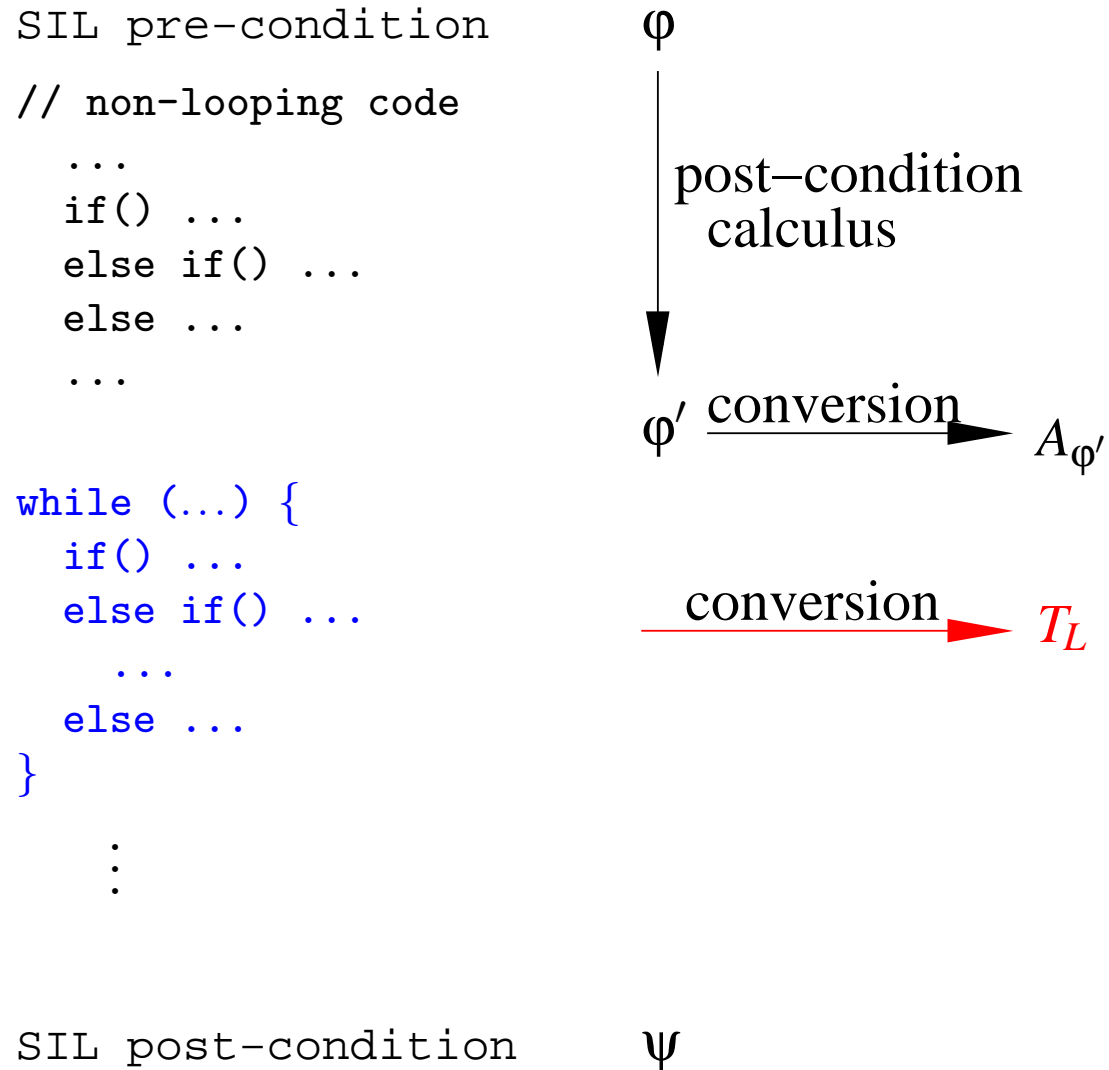 SIL pre-condition φ
// non-looping code
...
if() ...
else if() ...
else ...
...
post-condition
calculus
φ′ conversion A_φ′
while (...) {
if() ...
else if() ...
...
else ...
}
conversion T_L
⋮
SIL post-condition ψ